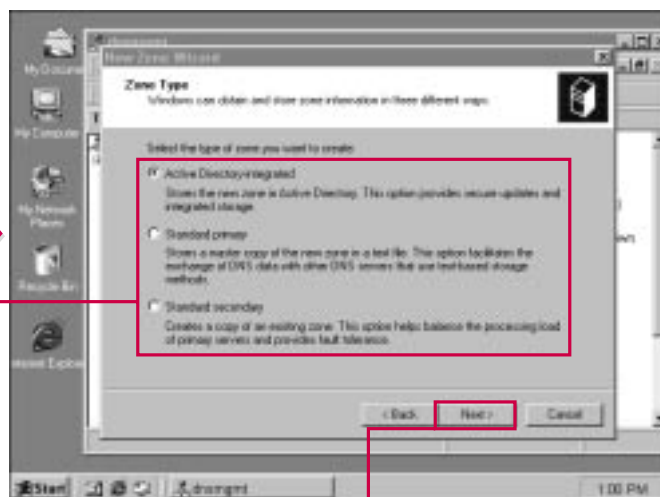 My Docume
My Computer
My Network
Places
Recycle Bin
Internet Explore
New Zone Wizard
Zone Type
Windows can obtain and store zone information in three different ways.
Select the type of zone you want to create:
Active Directory-integrated
Stores the new zone in Active Directory. This option provides secure updates and
integrated storage.
Standard primary
Stores a master copy of the new zone in a text file. This option facilitates the
exchange of DNS data with other DNS servers that use text-based storage
methods.
Standard secondary
Creates a copy of an existing zone. This option helps balance the processing load
of primary servers and provides fault tolerance.
< Back
Next >
Cancel
Start
dnsmgmt
1:00 PM